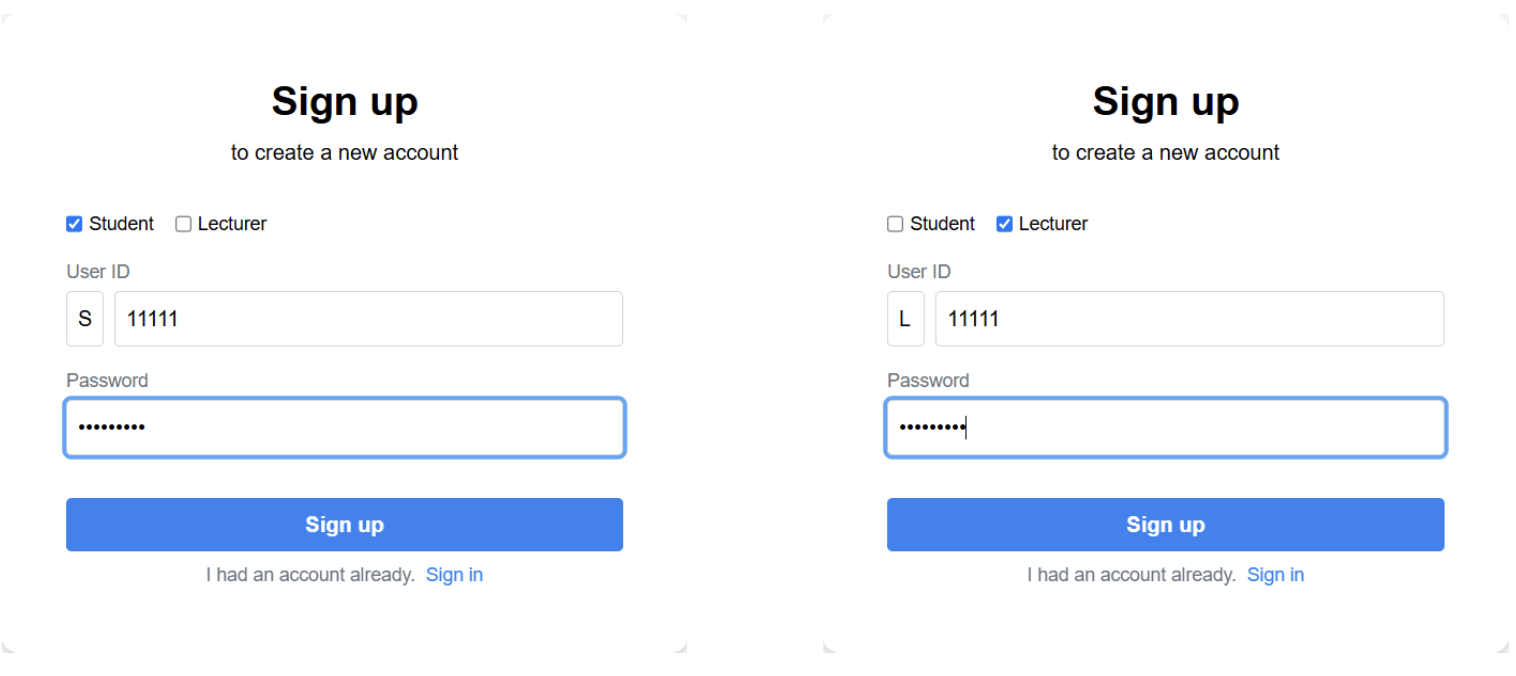 Sign up
to create a new account
Student Lecturer
User ID
S 11111
Password
•••••••••
Sign up
I had an account already. Sign in
Sign up
to create a new account
Student Lecturer
User ID
L 11111
Password
•••••••••
Sign up
I had an account already. Sign in